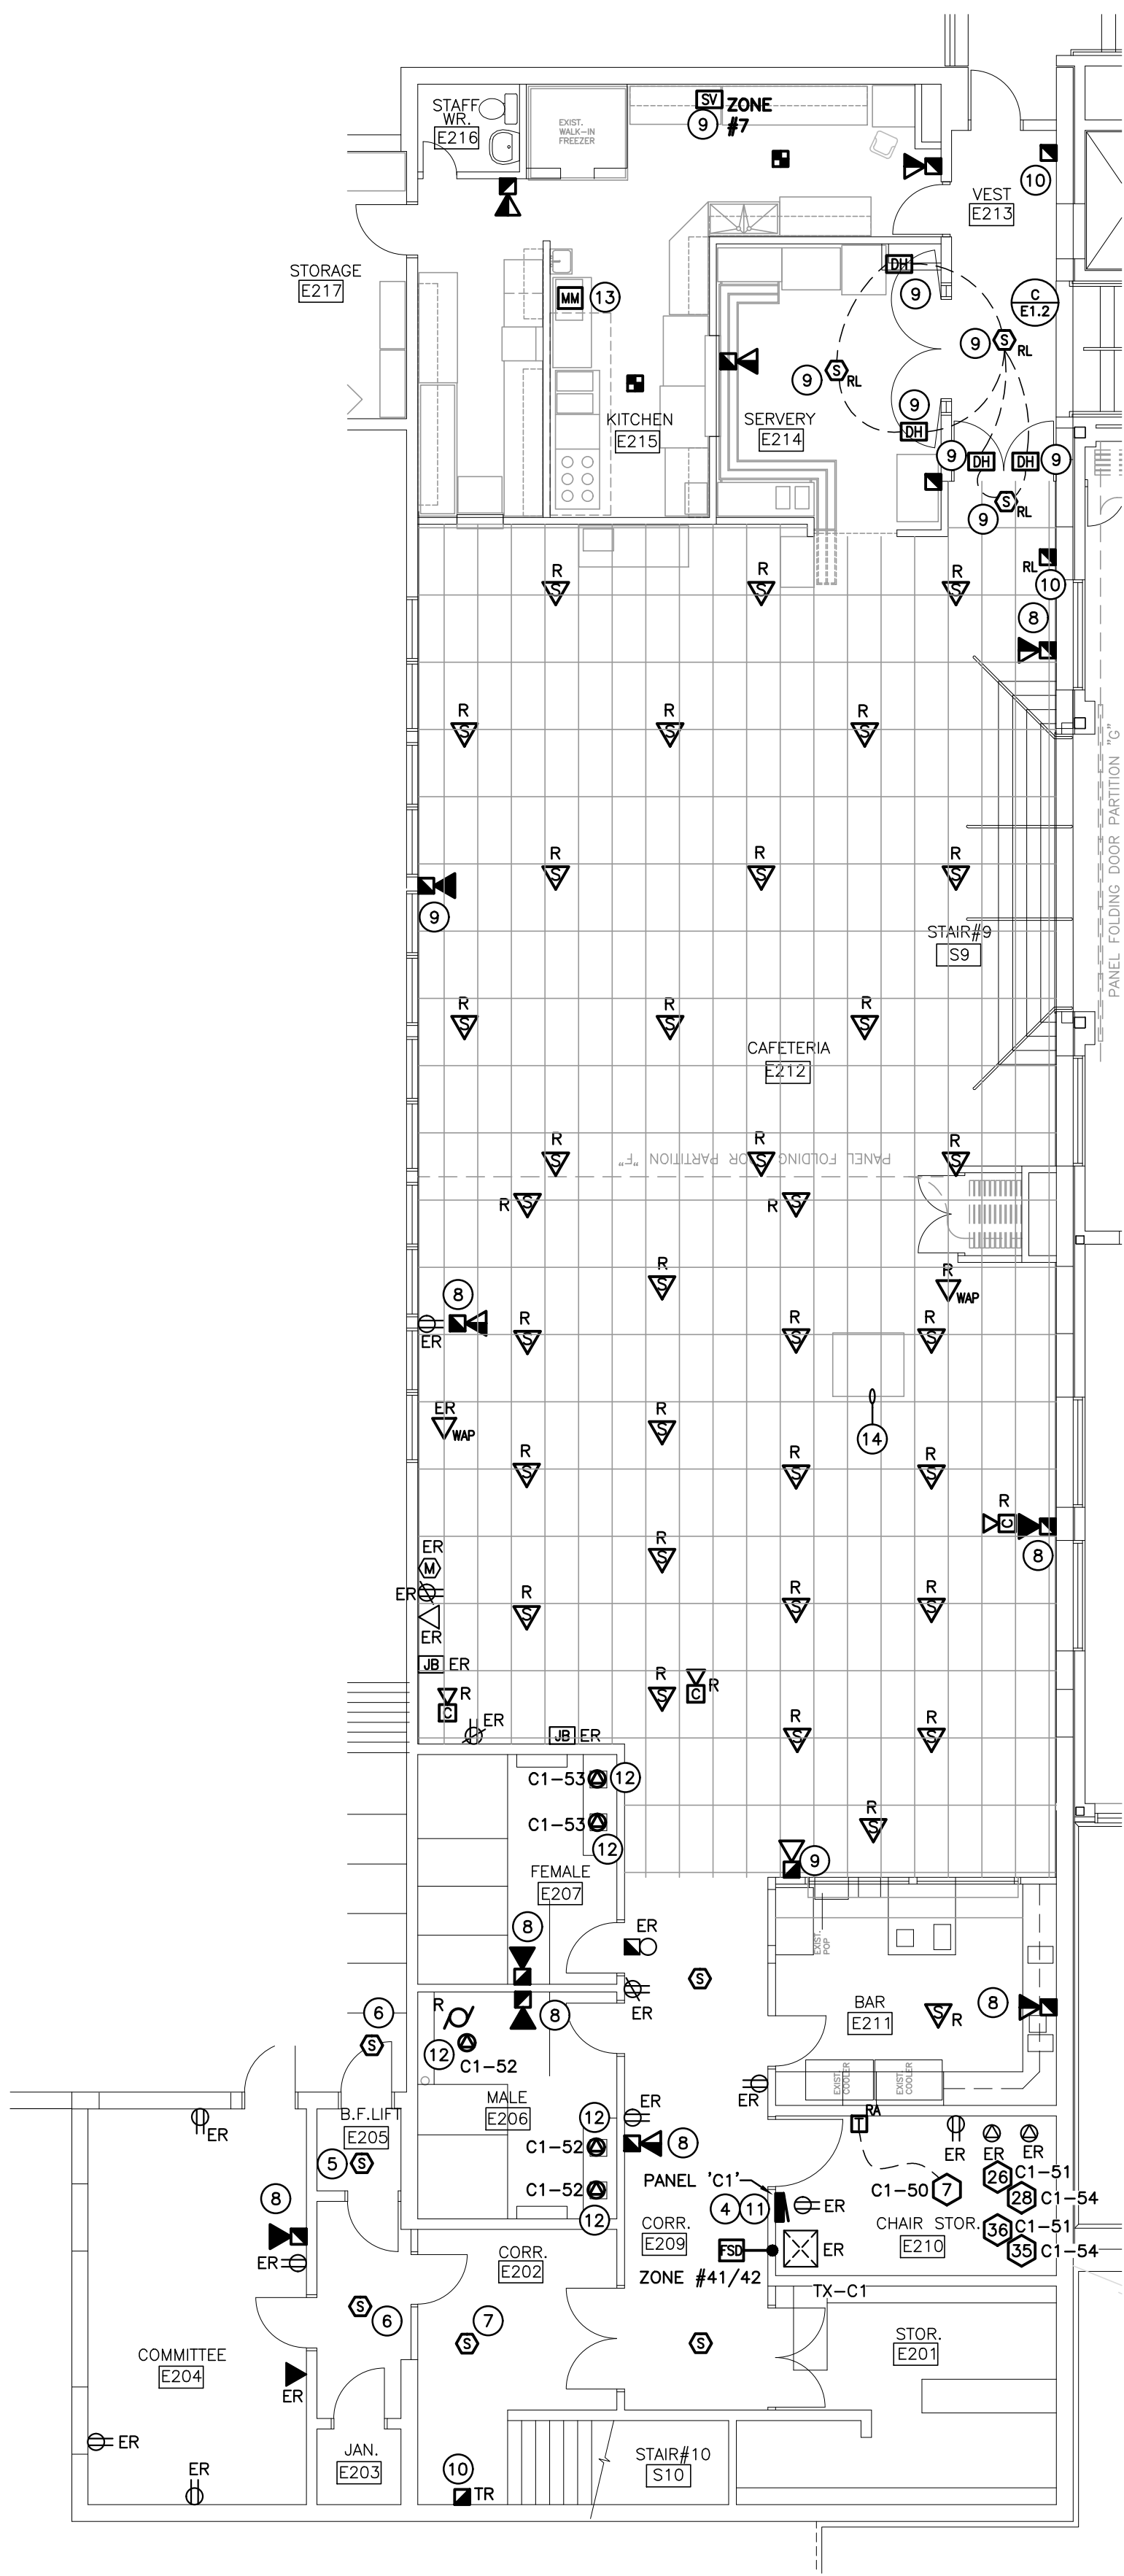 STAFF
WR.
E216
EXIST.
WALK-IN
FREEZER
SV
ZONE
#7
9
10
VEST
E213
STORAGE
E217
MM
13
DH
9
C
E1.2
S
RL
9
S
RL
9
KITCHEN
E215
SERVERY
E214
9
DH
9
DH
DH
9
S
RL
9
RL
10
8
R
S
R
S
R
S
R
S
R
S
R
S
PANEL FOLDING DOOR PARTITION "G"
R
S
R
S
R
S
9
STAIR#9
S9
R
S
R
S
R
S
CAFETERIA
E212
R
S
R
S
R
S
PANEL FOLDING DOOR PARTITION "F"
R
S
R
S
R
S
R
WAP
8
ER
R
S
R
S
R
S
ER
WAP
R
S
14
R
S
R
S
R
S
R
C
8
ER
M
ER
ER
R
S
R
S
R
S
R
S
JB
ER
R
C
R
S
C
R
ER
JB
ER
R
S
R
S
C1-53
12
C1-53
12
R
S
9
FEMALE
E207
8
ER
EXIST.
POP
S
ER
R
8
BAR
E211
S
R
8
6
S
12
C1-52
MALE
E206
EXIST.
COOLER
EXIST.
COOLER
ER
B.F.LIFT
E205
ER
12
ER
8
RA
T
ER
ER
ER
5
S
C1-52
C1-52
12
PANEL 'C1'
4
11
ER
C1-50
7
26
C1-51
28
C1-54
36
C1-51
35
C1-54
8
ER
CORR.
E202
CORR.
E209
FSD
ER
ZONE #41/42
CHAIR STOR.
E210
TX-C1
S
6
S
7
S
STOR.
E201
COMMITTEE
E204
ER
ER
ER
JAN.
E203
10
TR
STAIR#10
S10